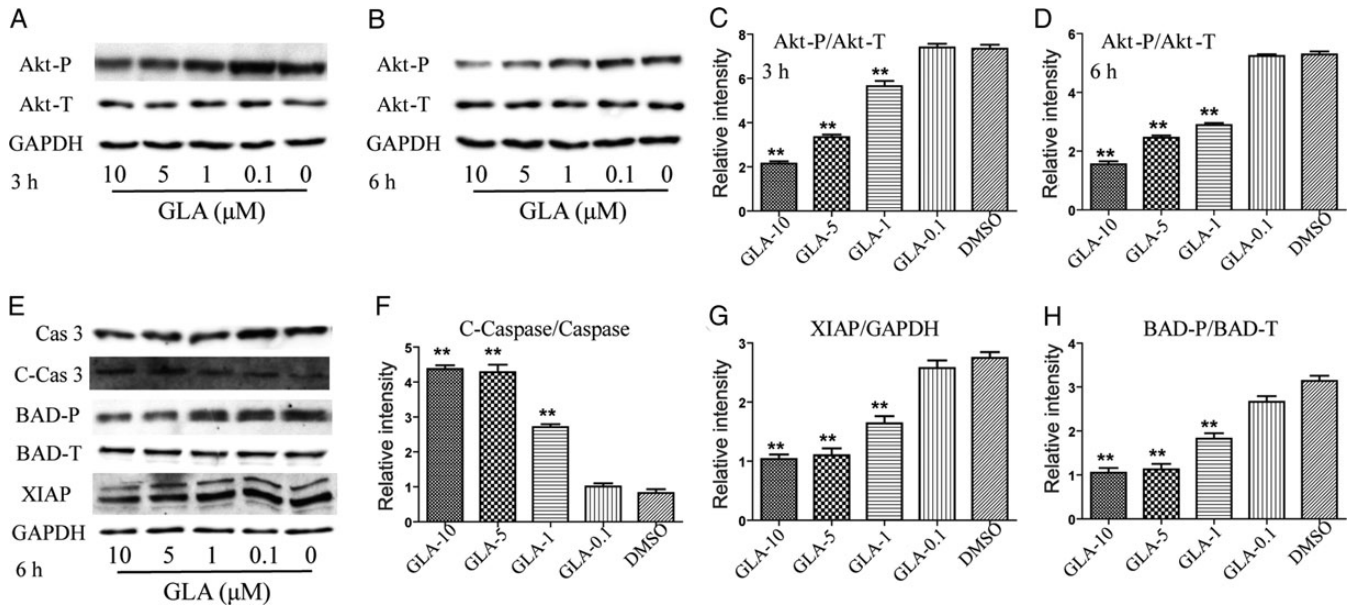 A
Akt-P
Akt-T
GAPDH
3 h
10 5 1 0.1 0
GLA (μM)
B
Akt-P
Akt-T
GAPDH
6 h
10 5 1 0.1 0
GLA (μM)
C
Akt-P/Akt-T
3 h
Relative intensity
8
6
4
2
0
** ** **
GLA-10 GLA-5 GLA-1 GLA-0.1 DMSO
D
Akt-P/Akt-T
6 h
Relative intensity
6
4
2
0
** ** **
GLA-10 GLA-5 GLA-1 GLA-0.1 DMSO
E
Cas 3
C-Cas 3
BAD-P
BAD-T
XIAP
GAPDH
6 h
10 5 1 0.1 0
GLA (μM)
F
C-Caspase/Caspase
Relative intensity
5
4
3
2
1
0
** ** **
GLA-10 GLA-5 GLA-1 GLA-0.1 DMSO
G
XIAP/GAPDH
Relative intensity
3
2
1
0
** ** **
GLA-10 GLA-5 GLA-1 GLA-0.1 DMSO
H
BAD-P/BAD-T
Relative intensity
4
3
2
1
0
** ** **
GLA-10 GLA-5 GLA-1 GLA-0.1 DMSO